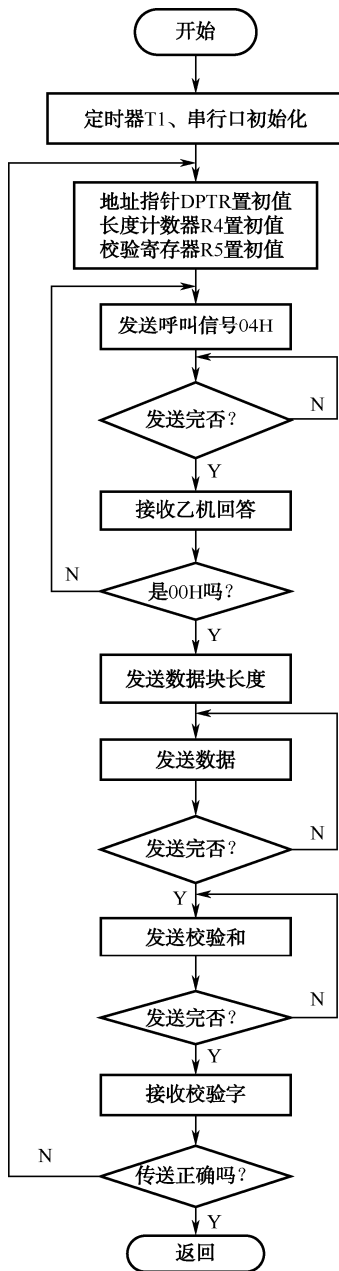 开始
定时器T1、串行口初始化
地址指针DPTR置初值
长度计数器R4置初值
校验寄存器R5置初值
发送呼叫信号04H
发送完否?
N
Y
接收乙机回答
N
是00H吗?
Y
发送数据块长度
发送数据
发送完否?
N
Y
发送校验和
发送完否?
N
Y
接收校验字
N
传送正确吗?
Y
返回